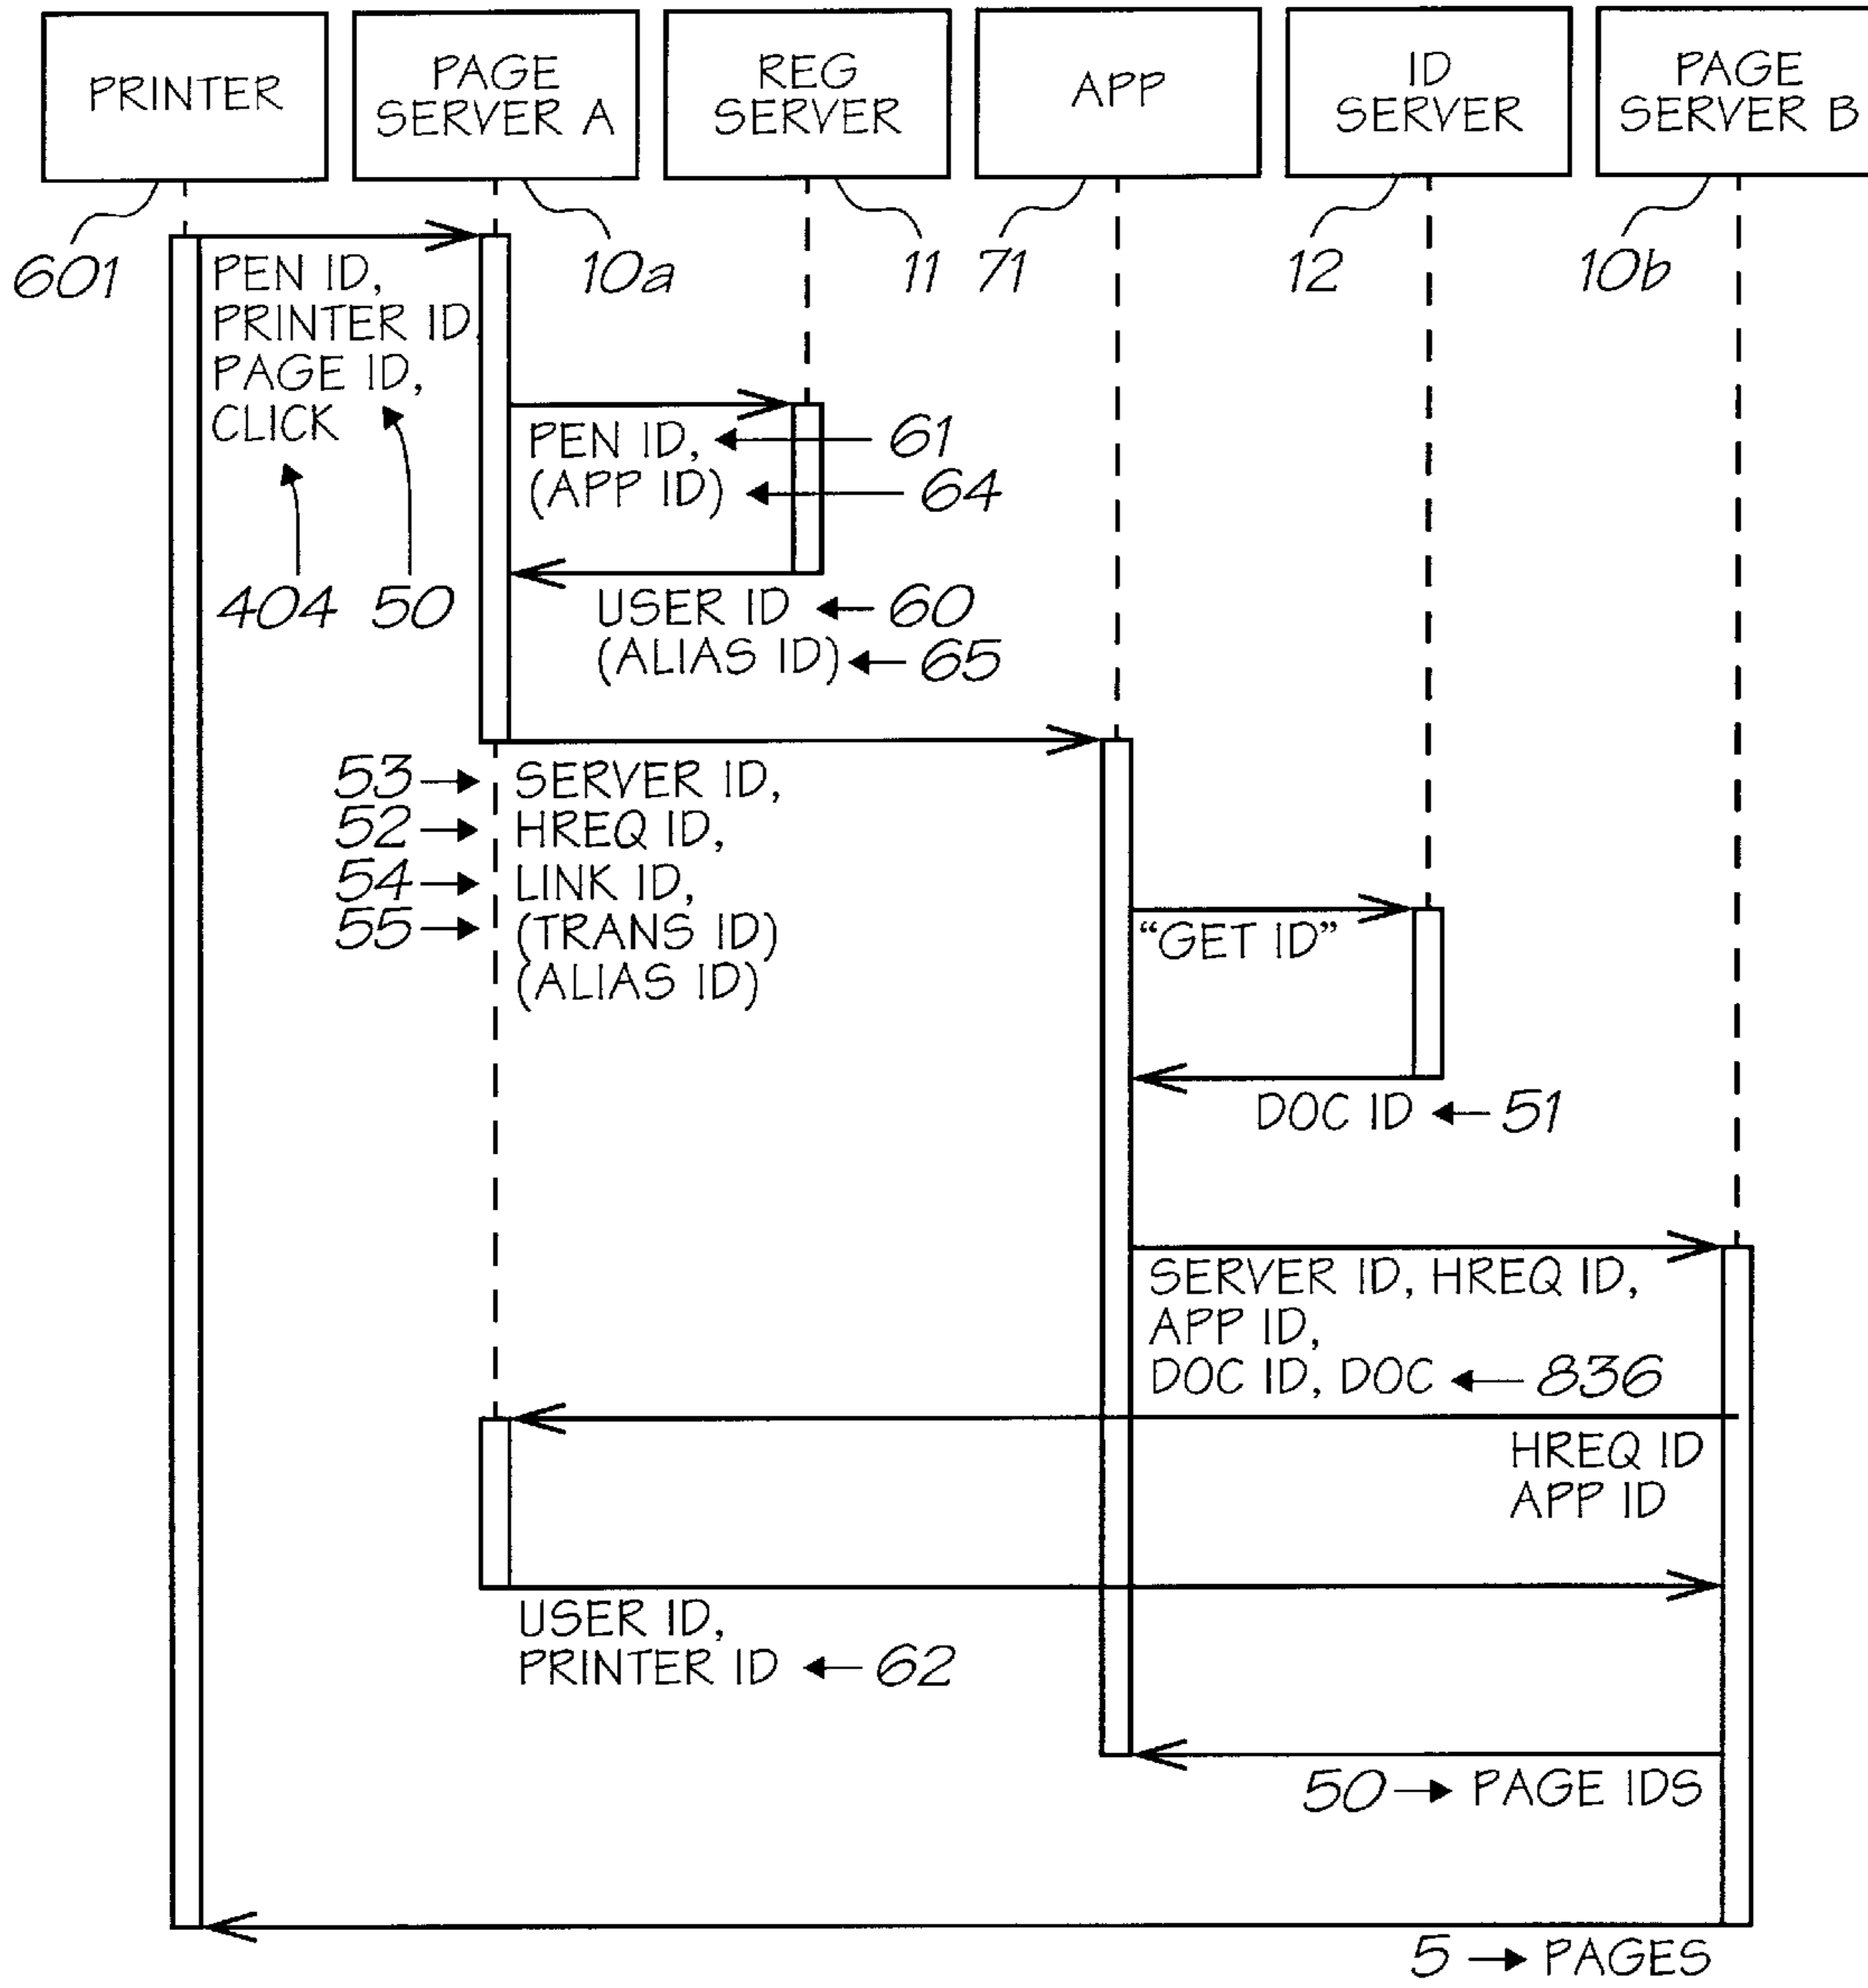 PRINTER
PAGE
SERVER A
REG
SERVER
APP
ID
SERVER
PAGE
SERVER B
601
10a
11
71
12
10b
PEN ID,
PRINTER ID
PAGE ID,
CLICK
404
50
PEN ID,
61
(APP ID)
64
USER ID
60
(ALIAS ID)
65
53
SERVER ID,
52
HREQ ID,
54
LINK ID,
55
(TRANS ID)
(ALIAS ID)
“GET ID”
DOC ID
51
SERVER ID, HREQ ID,
APP ID,
DOC ID, DOC
836
HREQ ID
APP ID
USER ID,
PRINTER ID
62
50
PAGE IDS
5
PAGES